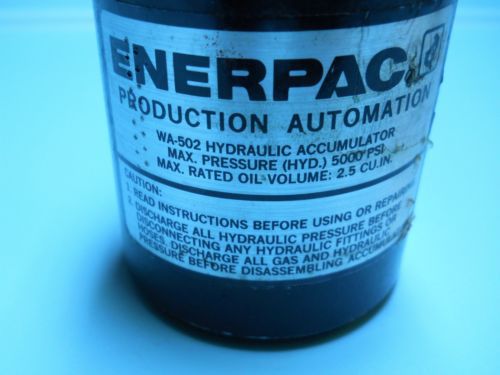 ENERPAC
PRODUCTION AUTOMATION
WA-502 HYDRAULIC ACCUMULATOR
MAX. PRESSURE (HYD.) 5000 PSI
MAX. RATED OIL VOLUME: 2.5 CU.IN.
CAUTION:
1. READ INSTRUCTIONS BEFORE USING OR REPAIRING
2. DISCHARGE ALL HYDRAULIC PRESSURE BEFORE
DISCONNECTING ANY HYDRAULIC FITTINGS OR
HOSES. DISCHARGE ALL GAS AND HYDRAULIC
PRESSURE BEFORE DISASSEMBLING